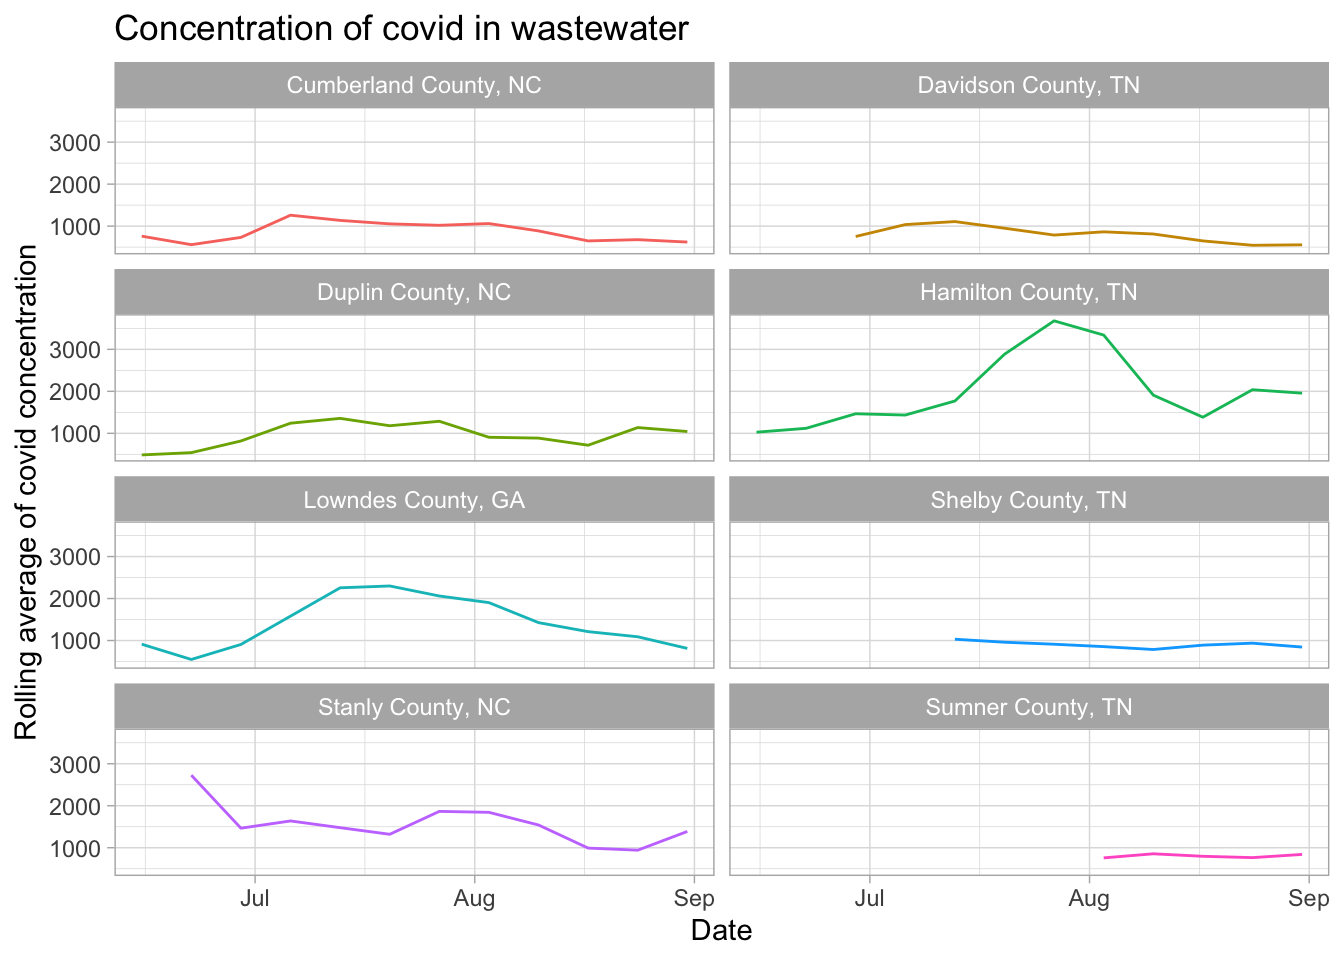 Concentration of covid in wastewater
Cumberland County, NC
Davidson County, TN
3000
2000
1000
Duplin County, NC
Hamilton County, TN
3000
2000
1000
Lowndes County, GA
Shelby County, TN
3000
2000
1000
Stanly County, NC
Sumner County, TN
3000
2000
1000
Rolling average of covid concentration
Jul
Aug
Sep
Jul
Aug
Sep
Date